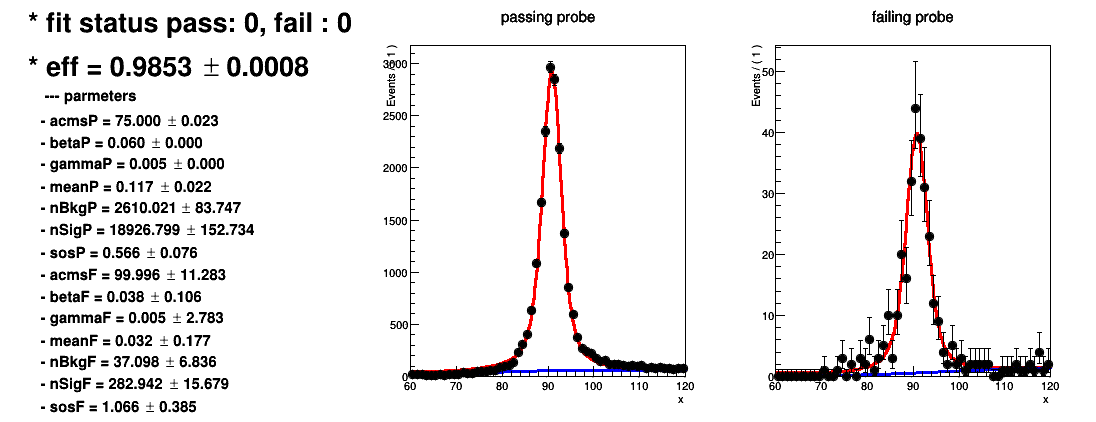 * fit status pass: 0, fail : 0
* eff = 0.9853 ± 0.0008
--- parmeters
- acmsP = 75.000 ± 0.023
- betaP = 0.060 ± 0.000
- gammaP = 0.005 ± 0.000
- meanP = 0.117 ± 0.022
- nBkgP = 2610.021 ± 83.747
- nSigP = 18926.799 ± 152.734
- sosP = 0.566 ± 0.076
- acmsF = 99.996 ± 11.283
- betaF = 0.038 ± 0.106
- gammaF = 0.005 ± 2.783
- meanF = 0.032 ± 0.177
- nBkgF = 37.098 ± 6.836
- nSigF = 282.942 ± 15.679
- sosF = 1.066 ± 0.385
passing probe
Events / ( 1 )
3000
2500
2000
1500
1000
500
0
60 70 80 90 100 110 120
x
failing probe
Events / ( 1 )
50
40
30
20
10
0
60 70 80 90 100 110 120
x